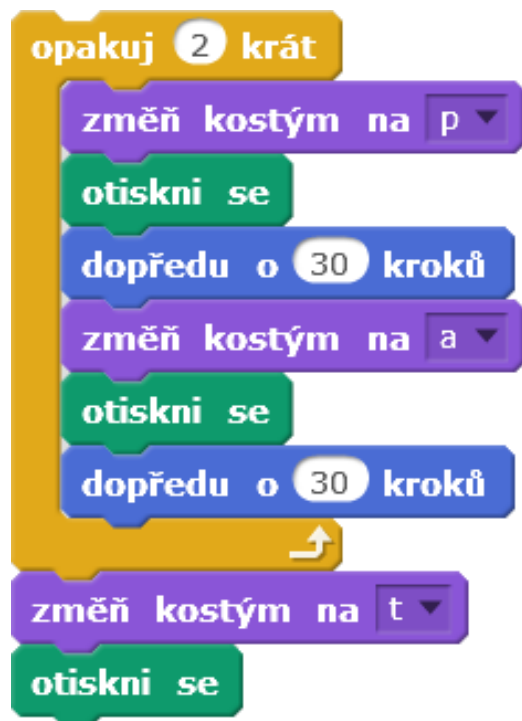 opakuj 2 krát
změň kostým na p
otiskni se
dopředu o 30 kroků
změň kostým na a
otiskni se
dopředu o 30 kroků
změň kostým na t
otiskni se